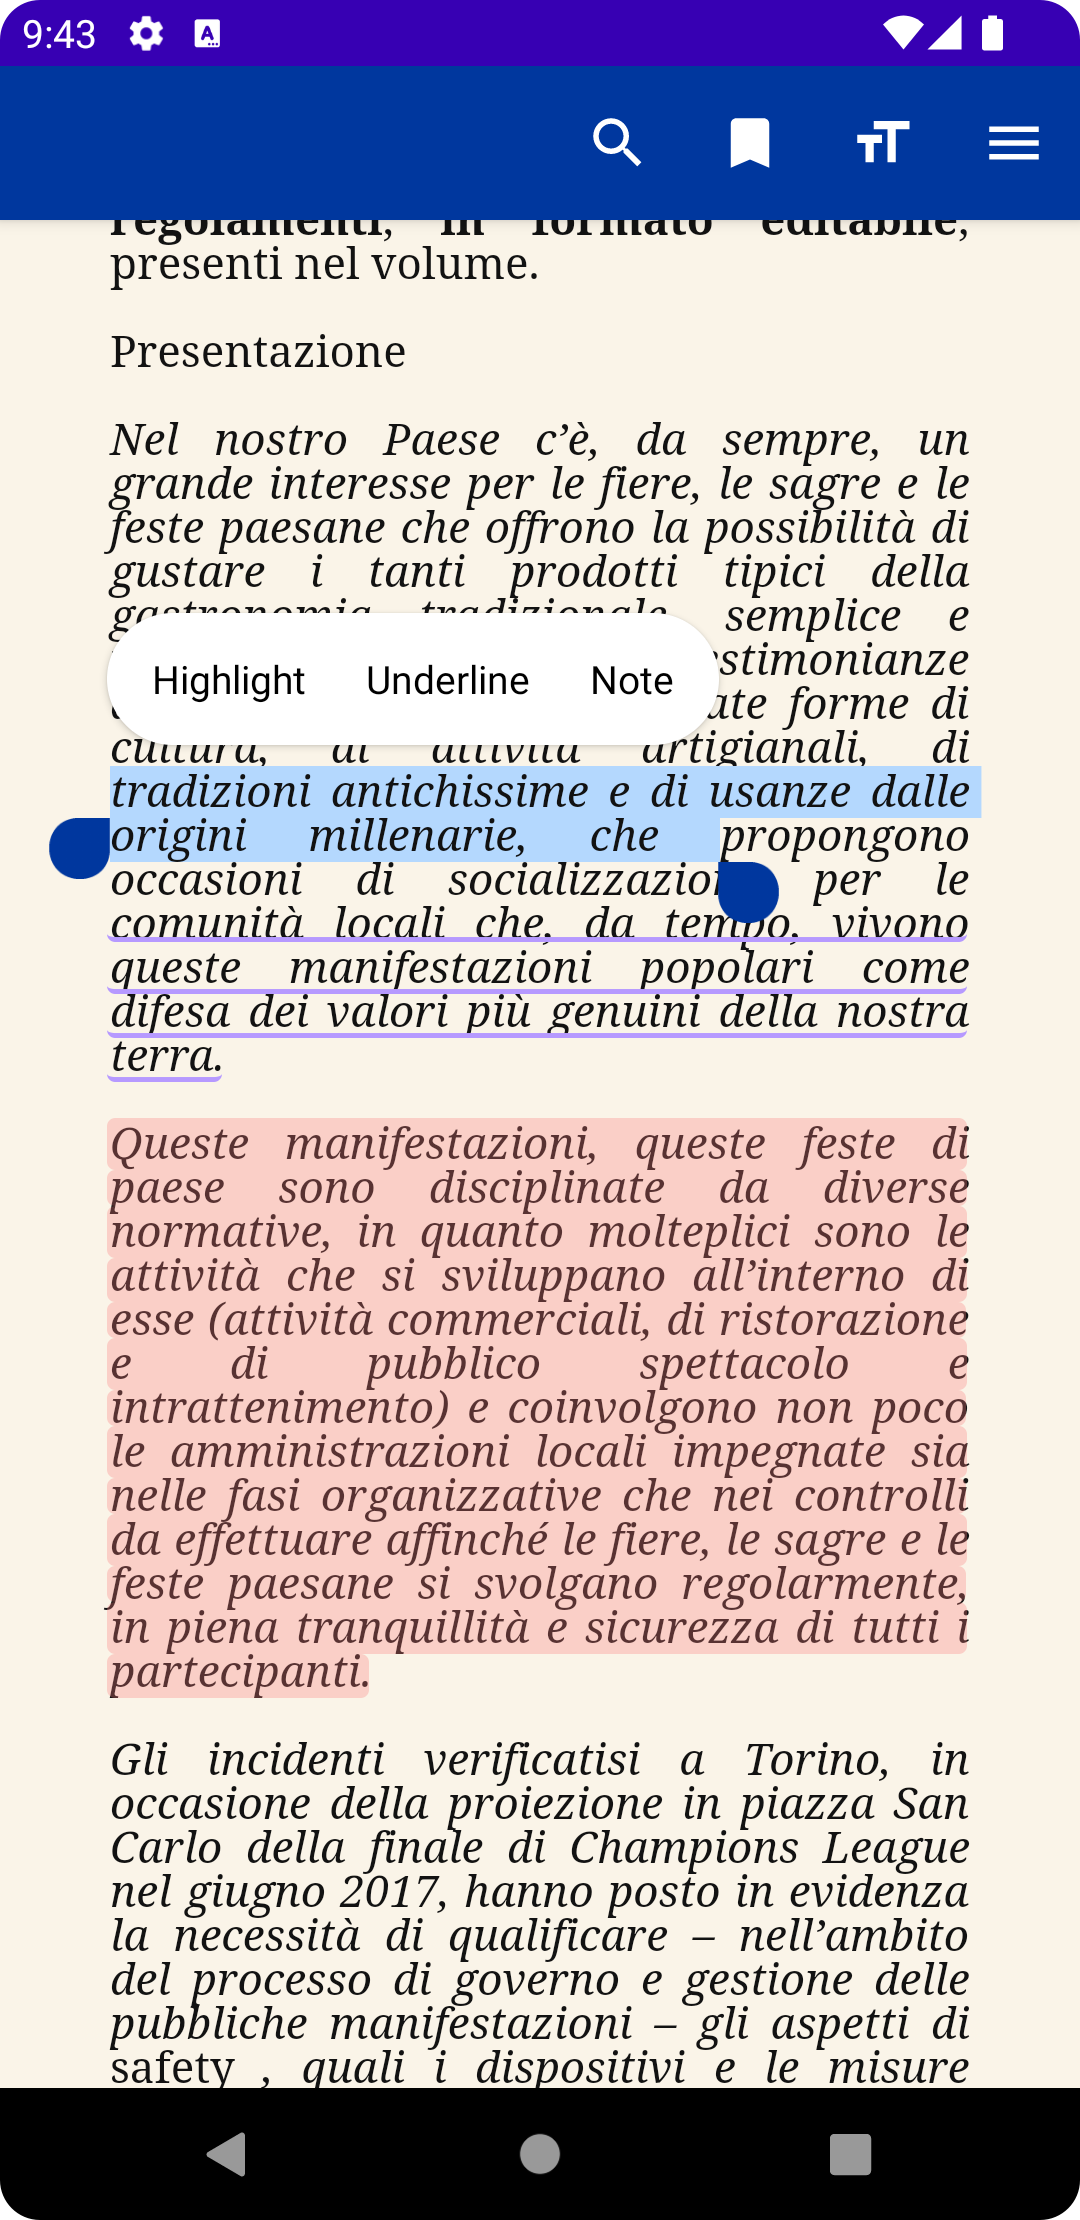 9:43
regolamenti, in formato editabile,
presenti nel volume.
Presentazione
Nel nostro Paese c’è, da sempre, un
grande interesse per le fiere, le sagre e le
feste paesane che offrono la possibilità di
gustare i tanti prodotti tipici della
gastronomia tradizionale semplice e
Highlight Underline Note
forme di
cultura, di attività artigianali, di
tradizioni antichissime e di usanze dalle
origini millenarie, che propongono
occasioni di socializzazione per le
comunità locali che, da tempo, vivono
queste manifestazioni popolari come
difesa dei valori più genuini della nostra
terra.
Queste manifestazioni, queste feste di
paese sono disciplinate da diverse
normative, in quanto molteplici sono le
attività che si sviluppano all’interno di
esse (attività commerciali, di ristorazione
e di pubblico spettacolo e
intrattenimento) e coinvolgono non poco
le amministrazioni locali impegnate sia
nelle fasi organizzative che nei controlli
da effettuare affinché le fiere, le sagre e le
feste paesane si svolgano regolarmente,
in piena tranquillità e sicurezza di tutti i
partecipanti.
Gli incidenti verificatisi a Torino, in
occasione della proiezione in piazza San
Carlo della finale di Champions League
nel giugno 2017, hanno posto in evidenza
la necessità di qualificare – nell’ambito
del processo di governo e gestione delle
pubbliche manifestazioni – gli aspetti di
safety , quali i dispositivi e le misure